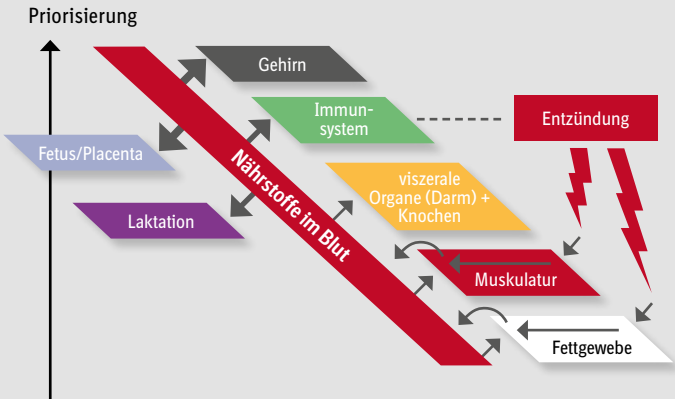 Priorisierung
Gehirn
Immun-
system
Entzündung
Fetus/Placenta
viszerale
Organe (Darm) +
Knochen
Laktation
Nährstoffe im Blut
Muskulatur
Fettgewebe